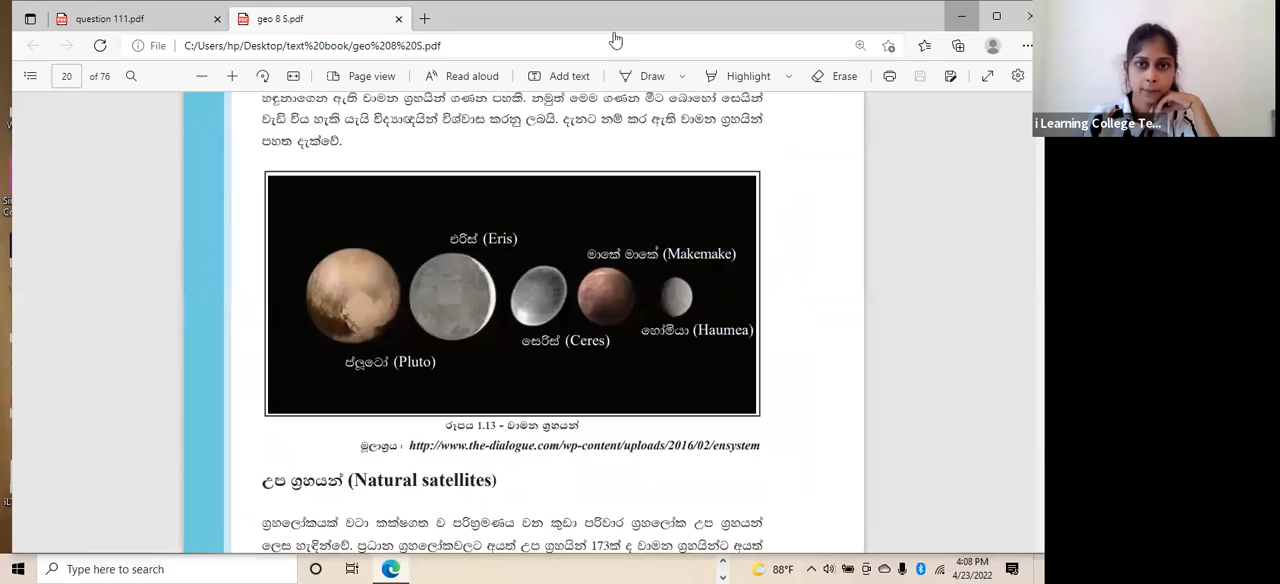 question 111.pdf
geo 8 S.pdf
File C:/Users/hp/Desktop/text%20book/geo%208%20S.pdf
20 of 76 Page view Read aloud Add text Draw Highlight Erase
හඳුනාගෙන ඇති වාමන ග්‍රහයින් ගණන පහකි. නමුත් මෙම ගණන මීට බොහෝ සෙයින්
වැඩි විය හැකි යැයි විද්‍යාඥයින් විශ්වාස කරනු ලබයි. දැනට නම් කර ඇති වාමන ග්‍රහයින්
පහත දැක්වේ.
එරිස් (Eris)
මාකේ මාකේ (Makemake)
හෝමියා (Haumea)
සෙරිස් (Ceres)
ප්ලූටෝ (Pluto)
රූපය 1.13 - වාමන ග්‍රහයන්
මූලාශ්‍රය : http://www.the-dialogue.com/wp-content/uploads/2016/02/ensystem
උප ග්‍රහයන් (Natural satellites)
ග්‍රහලෝකයක් වටා කක්ෂගත ව පරිභ්‍රමණය වන කුඩා පරිවාර ග්‍රහලෝක උප ග්‍රහයන්
ලෙස හැඳින්වේ. ප්‍රධාන ග්‍රහලෝකවලට අයත් උප ග්‍රහයින් 173ක් ද වාමන ග්‍රහයින්ට අයත්
i Learning College Te...
Type here to search
88°F
4:08 PM
4/23/2022